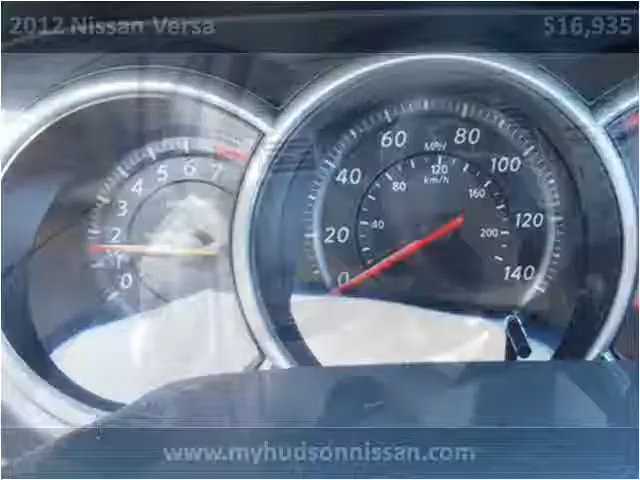 2012 Nissan Versa $16,935
60 80
MPH
40 120 100
80 km/h 160
4 5 6 7
3
2 20 40 200 120
1
0 0 140
www.myhudsonnissan.com